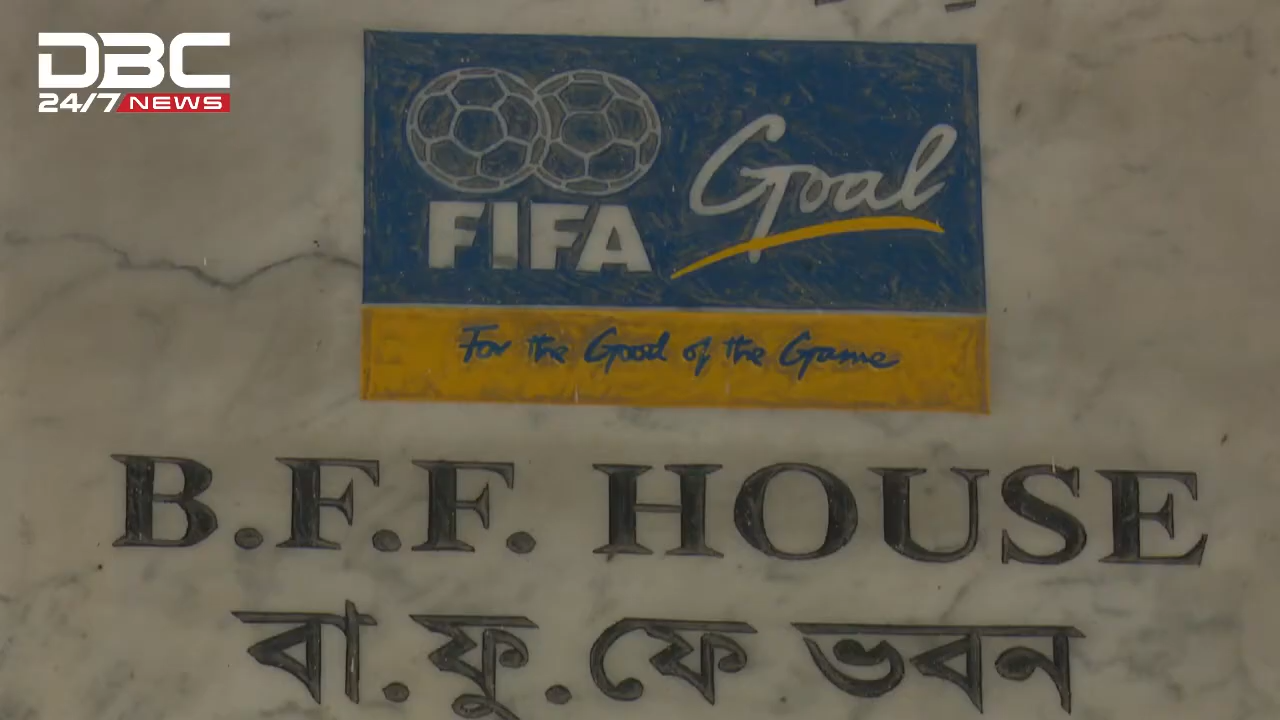 DBC
24/7 NEWS
FIFA Goal
For the Good of the Game
B.F.F. HOUSE
বা.ফু.ফে ভবন